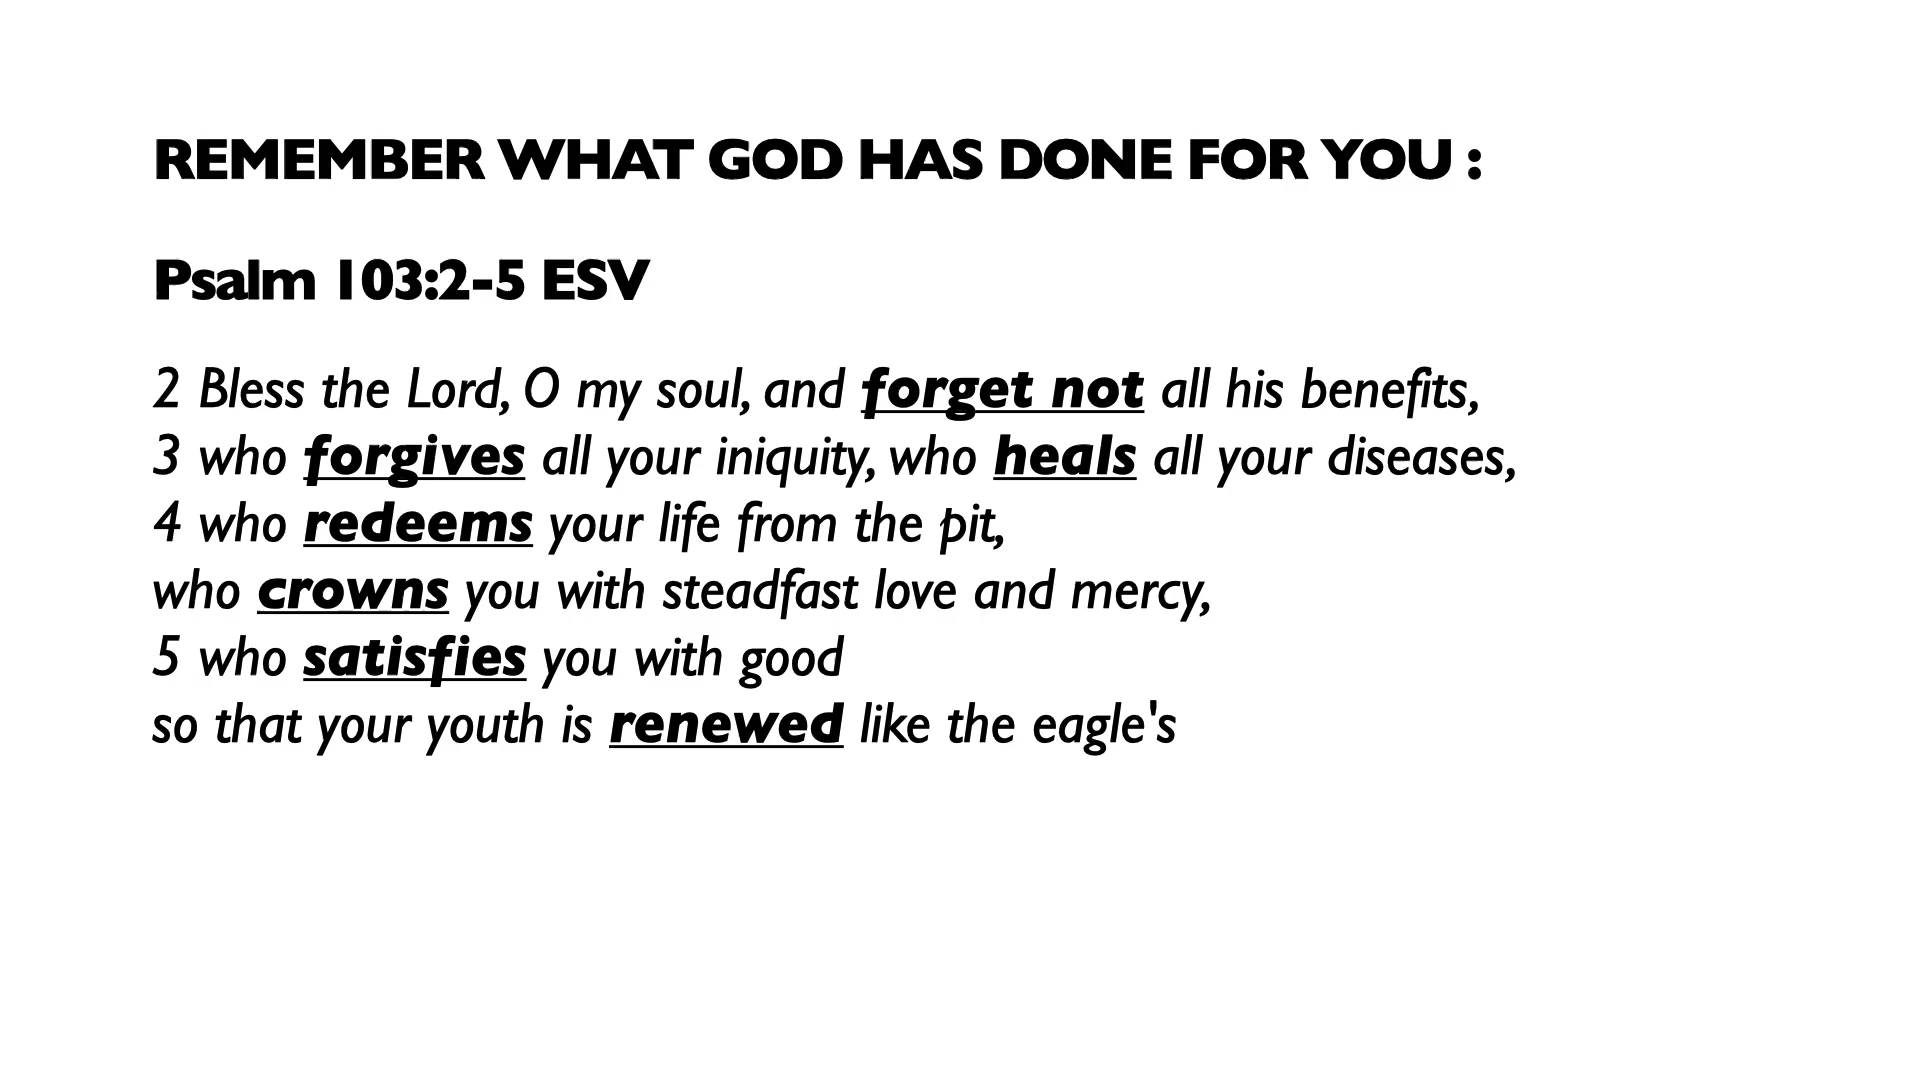 REMEMBER WHAT GOD HAS DONE FOR YOU :
Psalm 103:2-5 ESV
2 Bless the Lord, O my soul, and forget not all his benefits,
3 who forgives all your iniquity, who heals all your diseases,
4 who redeems your life from the pit,
who crowns you with steadfast love and mercy,
5 who satisfies you with good
so that your youth is renewed like the eagle's